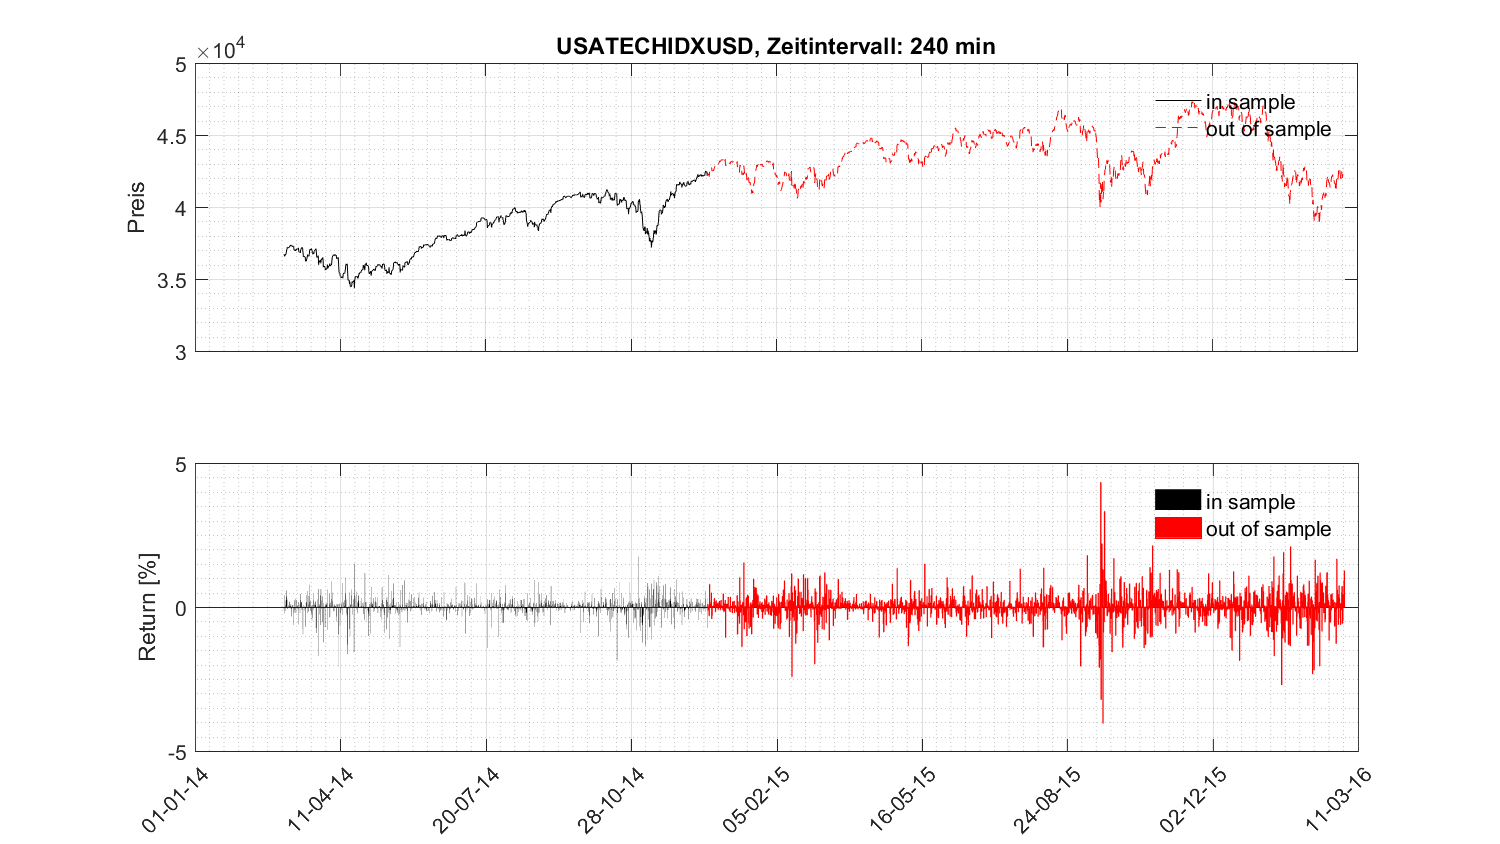 USATECHIDXUSD, Zeitintervall: 240 min
×10^4
5
4.5
4
3.5
3
Preis
in sample
out of sample
5
0
-5
Return [%]
in sample
out of sample
01-01-14
11-04-14
20-07-14
28-10-14
05-02-15
16-05-15
24-08-15
02-12-15
11-03-16